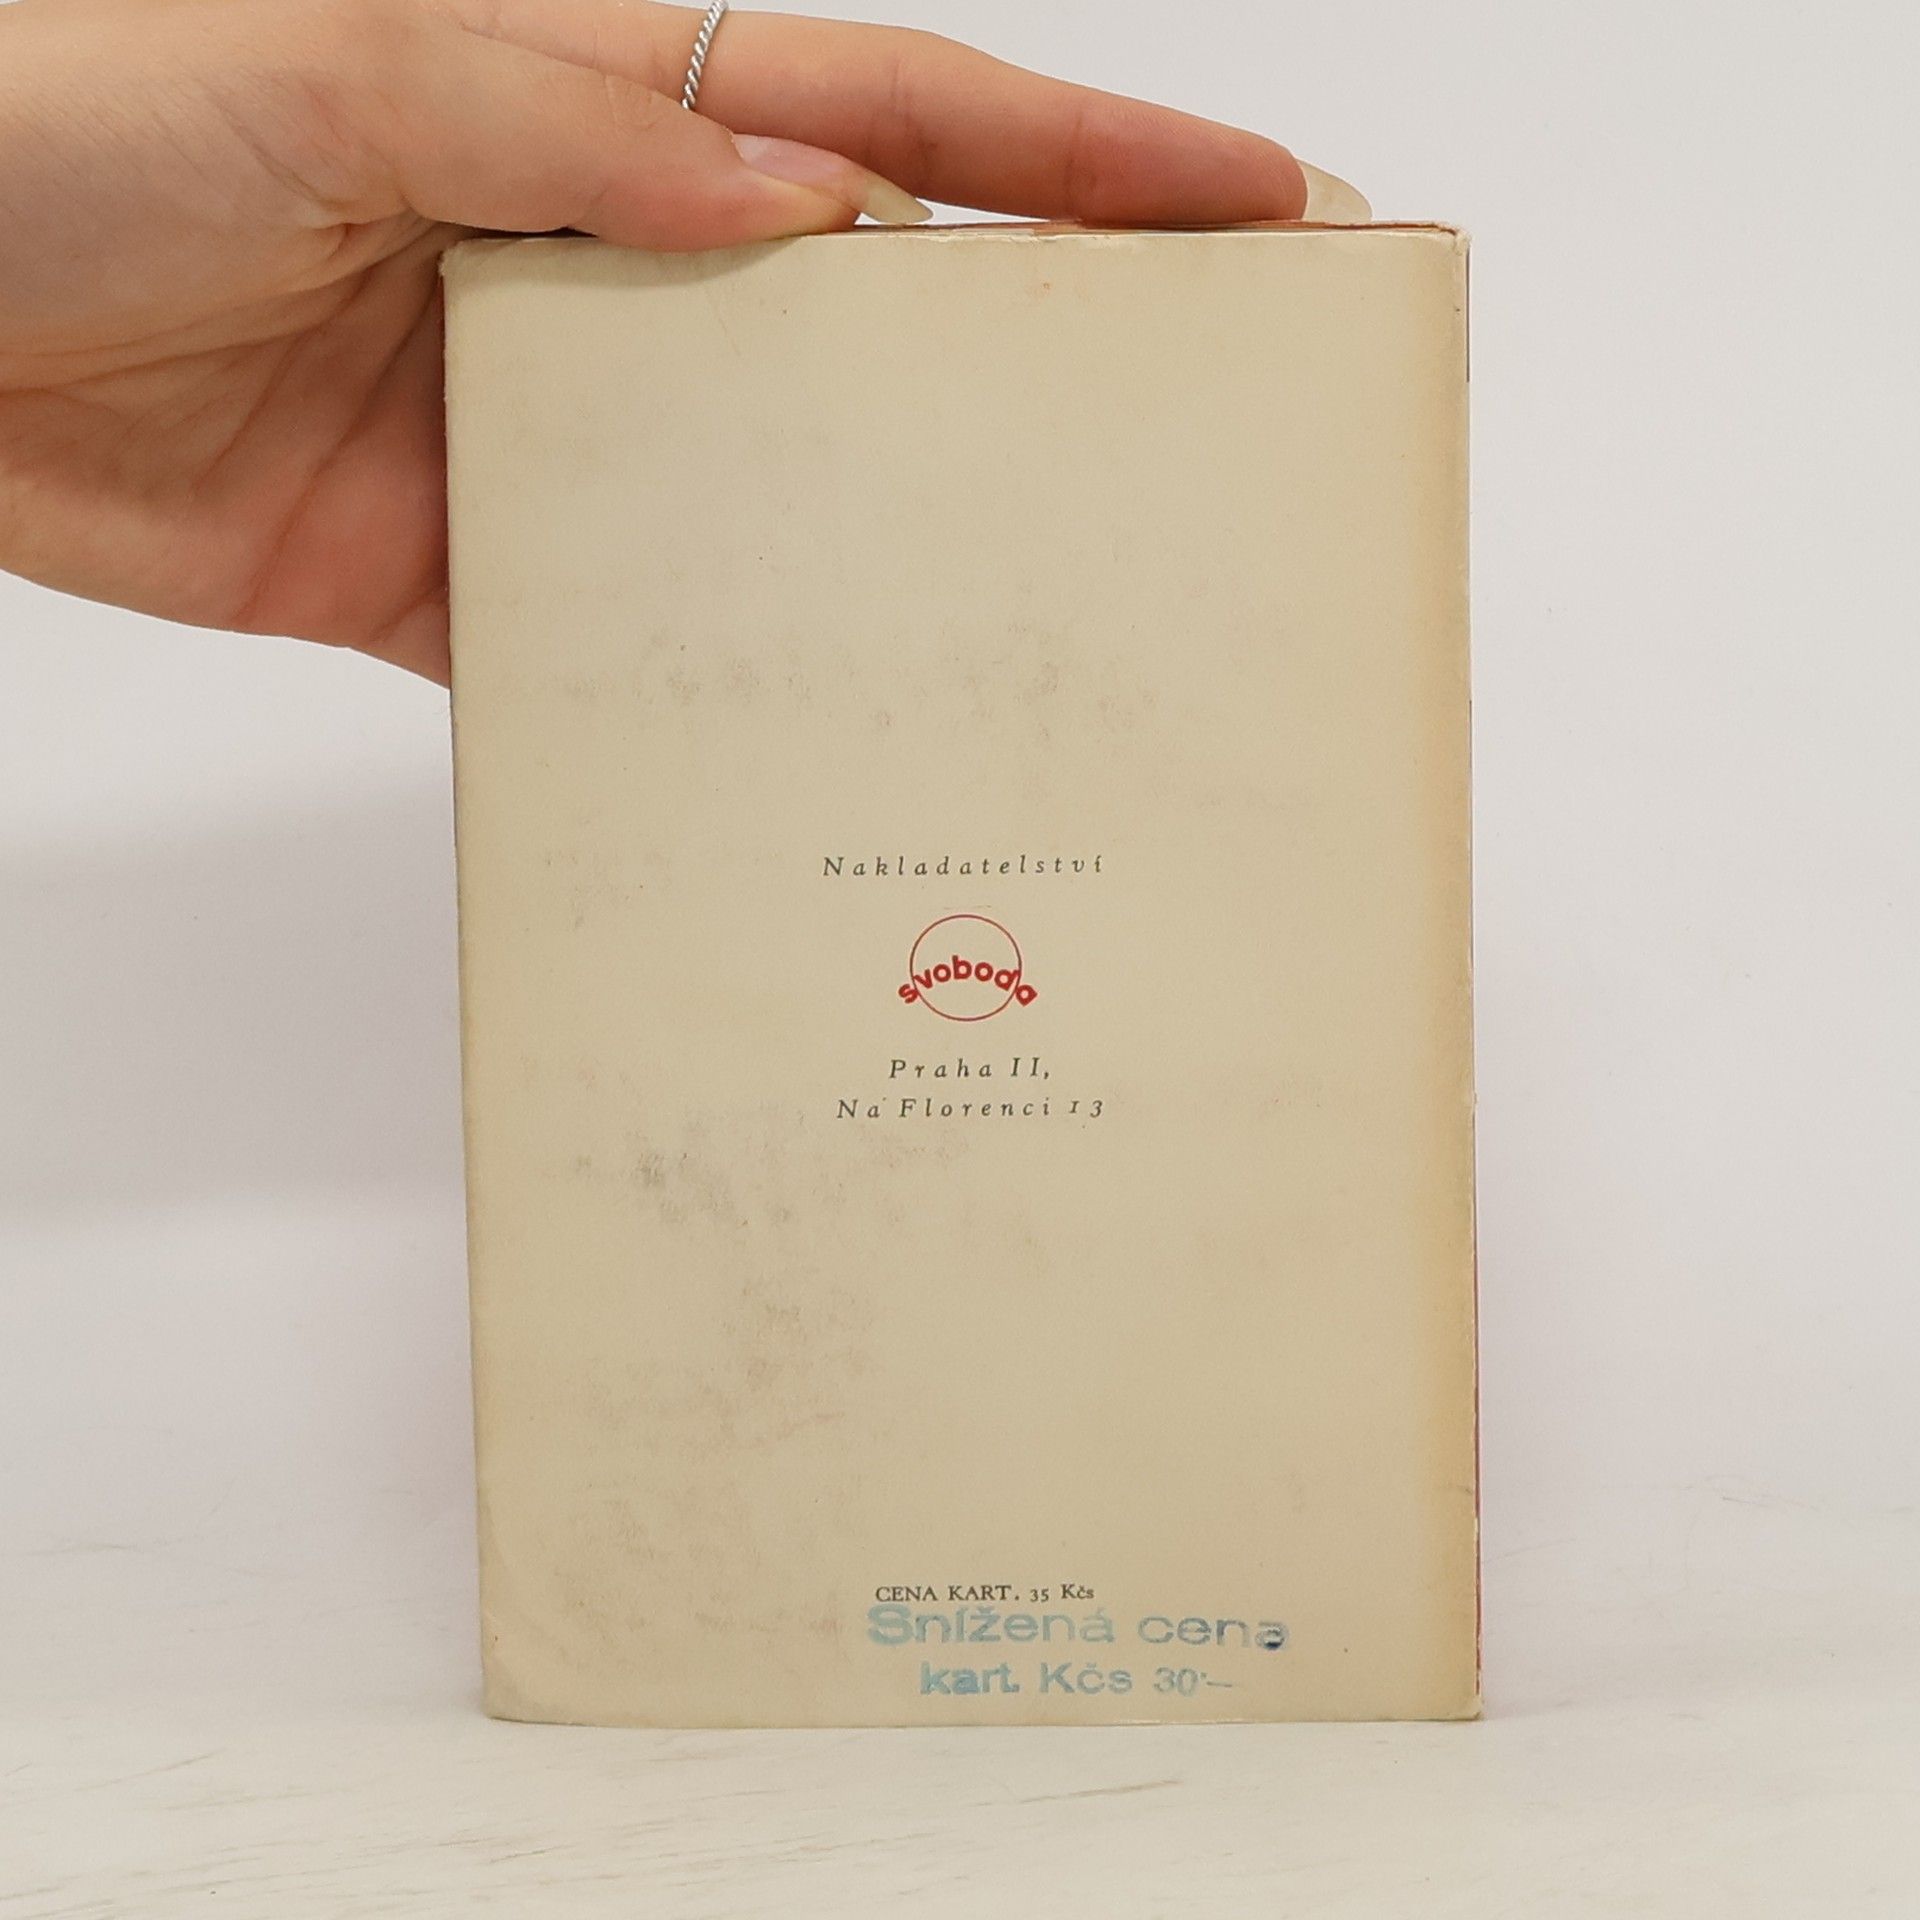 Nakladatelství
svoboda
Praha II,
Na Florenci 13
CENA KART. 35 Kčs
Snížená cena
kart. Kčs 30·—